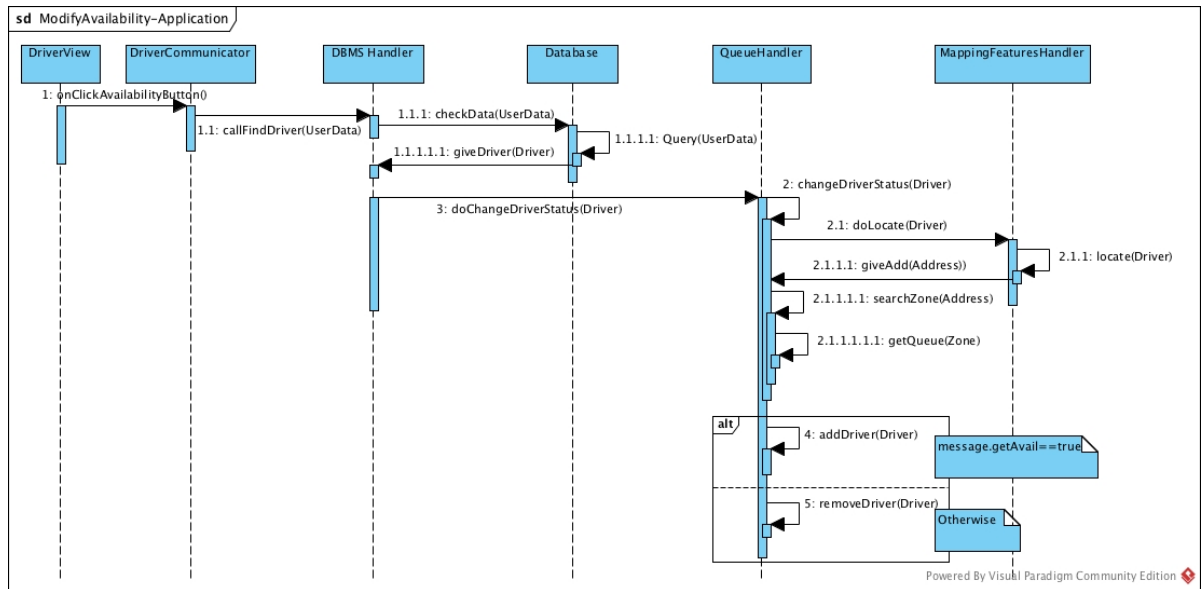 sd ModifyAvailability-Application
DriverView
DriverCommunicator
DBMS Handler
Database
QueueHandler
MappingFeaturesHandler
1: onClickAvailabilityButton()
1.1: callFindDriver(UserData)
1.1.1: checkData(UserData)
1.1.1.1: Query(UserData)
1.1.1.1.1: giveDriver(Driver)
2: changeDriverStatus(Driver)
3: doChangeDriverStatus(Driver)
2.1: doLocate(Driver)
2.1.1: locate(Driver)
2.1.1.1: giveAdd(Address))
2.1.1.1.1: searchZone(Address)
2.1.1.1.1.1: getQueue(Zone)
alt
4: addDriver(Driver)
message.getAvail==true
5: removeDriver(Driver)
Otherwise
Powered By Visual Paradigm Community Edition